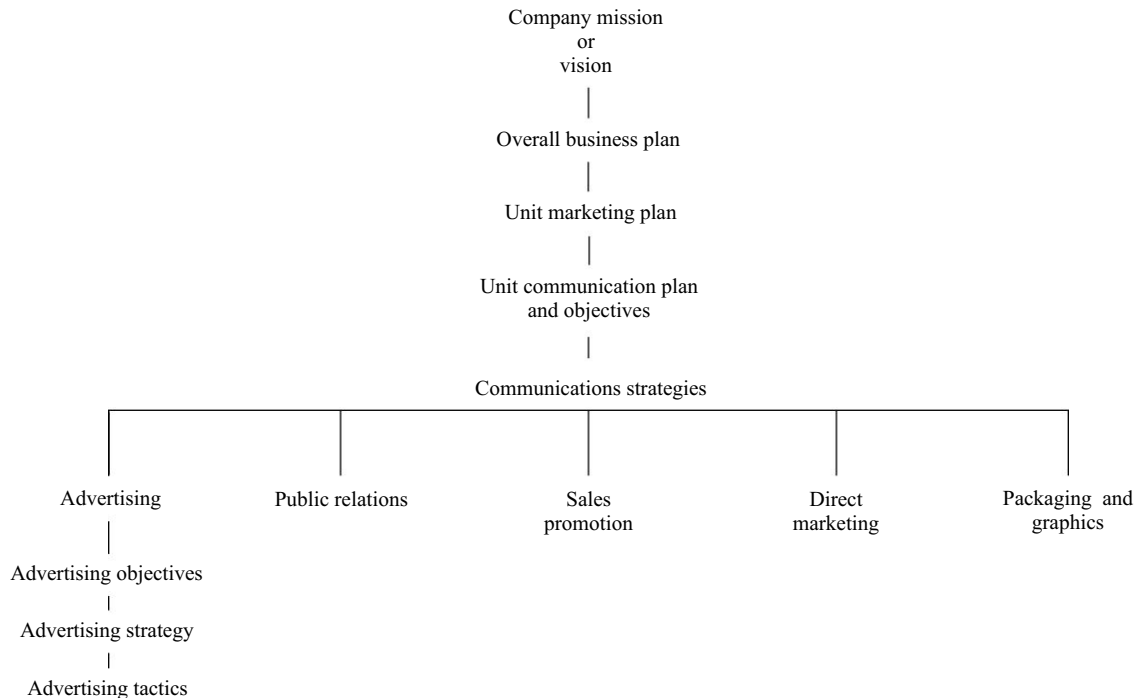 Company mission
or
vision
Overall business plan
Unit marketing plan
Unit communication plan
and objectives
Communications strategies
Advertising
Public relations
Sales
promotion
Direct
marketing
Packaging and
graphics
Advertising objectives
Advertising strategy
Advertising tactics